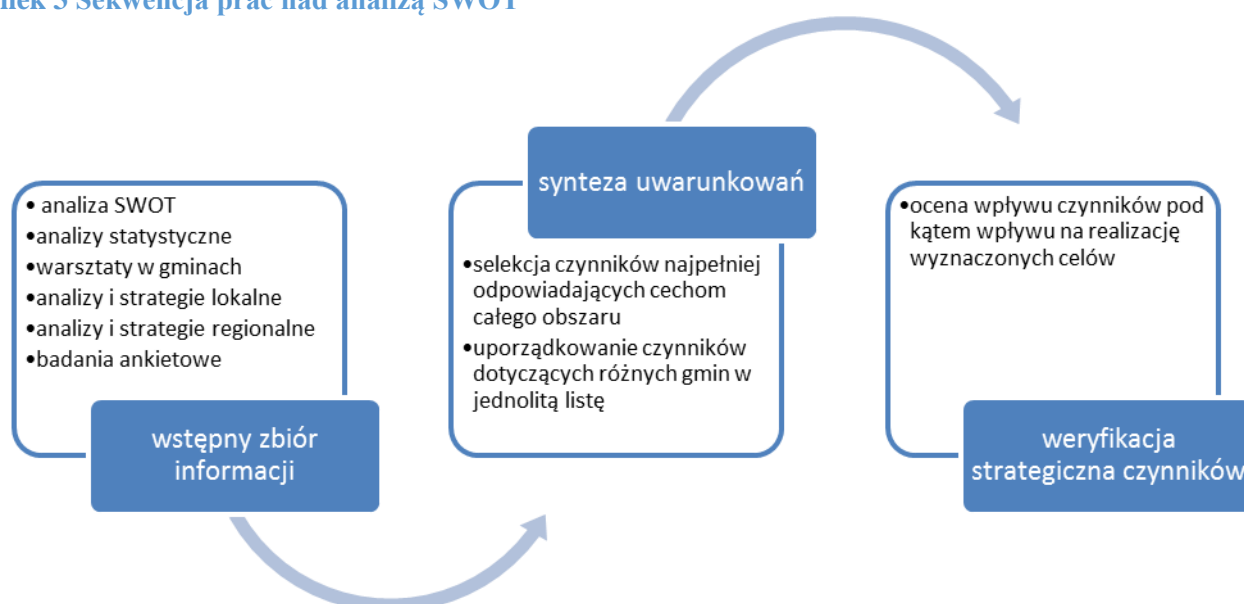 nek 3 Sekwencja prac nad analizą SWOT
• analiza SWOT
•analizy statystyczne
•warsztaty w gminach
•analizy i strategie lokalne
•analizy i strategie regionalne
•badania ankietowe
wstępny zbiór
informacji
synteza uwarunkowań
•selekcja czynników najpełniej
odpowiadających cechom
całego obszaru
•uporządkowanie czynników
dotyczących różnych gmin w
jednolitą listę
•ocena wpływu czynników pod
kątem wpływu na realizację
wyznaczonych celów
weryfikacja
strategiczna czynników